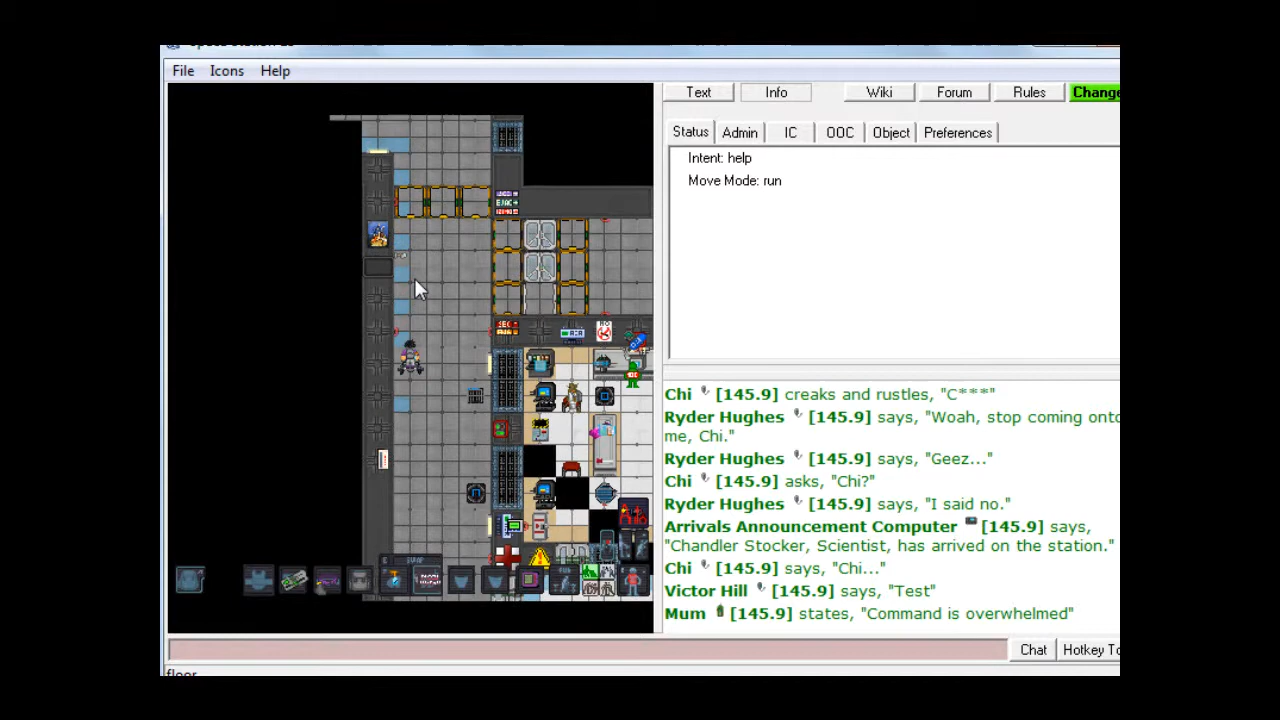 File Icons Help
Text Info Wiki Forum Rules Change
Status Admin IC OOC Object Preferences
Intent: help
Move Mode: run
Chi [145.9] creaks and rustles, "C***"
Ryder Hughes [145.9] says, "Woah, stop coming onto
me, Chi."
Ryder Hughes [145.9] says, "Geez..."
Chi [145.9] asks, "Chi?"
Ryder Hughes [145.9] says, "I said no."
Arrivals Announcement Computer [145.9] says,
"Chandler Stocker, Scientist, has arrived on the station."
Chi [145.9] says, "Chi..."
Victor Hill [145.9] says, "Test"
Mum [145.9] states, "Command is overwhelmed"
Chat Hotkey To
floor